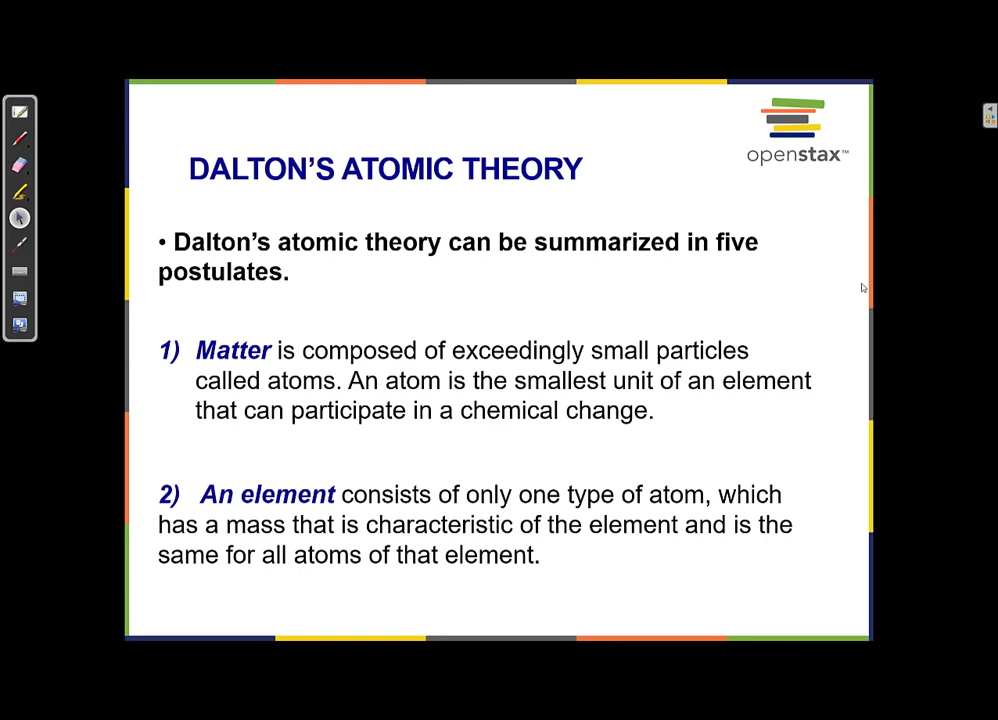 openstax™
DALTON’S ATOMIC THEORY
• Dalton’s atomic theory can be summarized in five
postulates.
1) Matter is composed of exceedingly small particles
called atoms. An atom is the smallest unit of an element
that can participate in a chemical change.
2) An element consists of only one type of atom, which
has a mass that is characteristic of the element and is the
same for all atoms of that element.